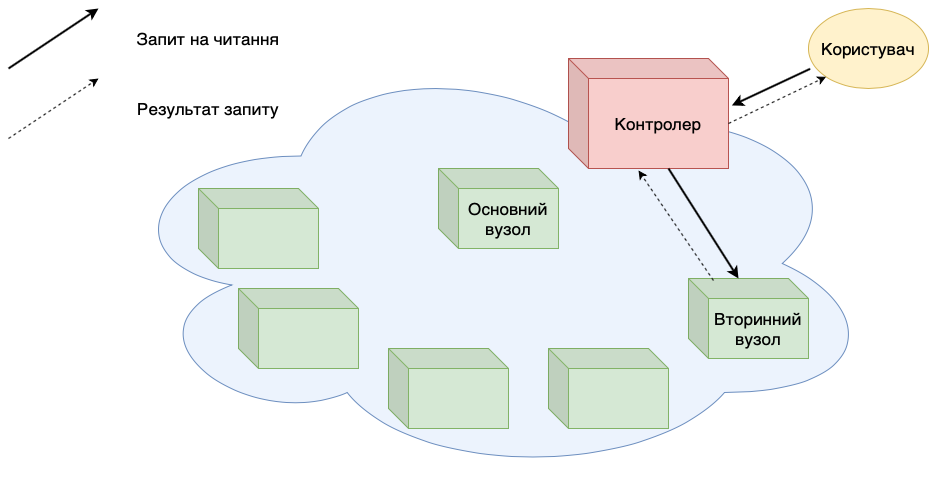 Запит на читання
Результат запиту
Користувач
Контролер
Основний
вузол
Вторинний
вузол